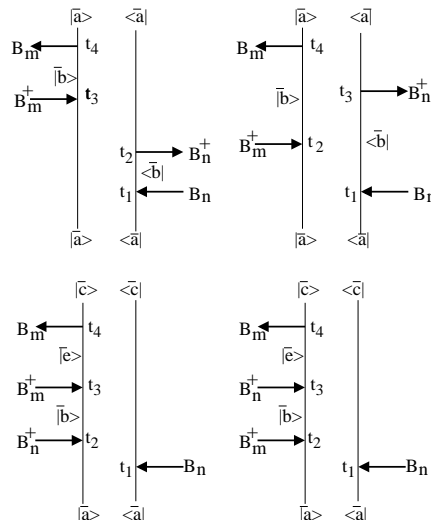 |a̅> <a̅|
B_m t_4
|b̅>
B_m^+ t_3
t_2 B_n^+
<b̅|
t_1 B_n
|a̅> <a̅|
|a̅> <a̅|
B_m t_4
|b̅> t_3 B_n^+
B_m^+ t_2
<b̅|
t_1 B_n
|a̅> <a̅|
|c̅> <c̅|
B_m t_4
|e̅>
B_m^+ t_3
|b̅>
B_n^+ t_2
t_1 B_n
|a̅> <a̅|
|c̅> <c̅|
B_m t_4
|e̅>
B_n^+ t_3
|b̅>
B_m^+ t_2
t_1 B_n
|a̅> <a̅|